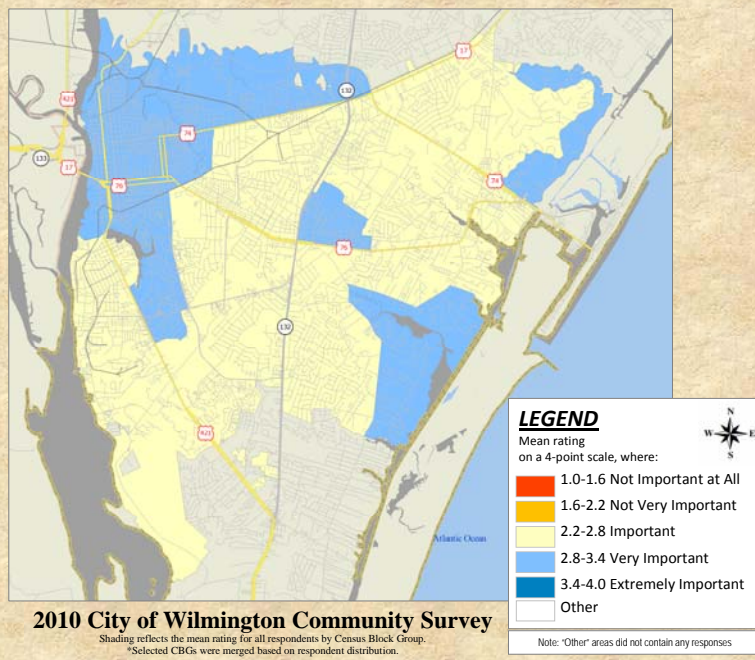 17
132
421
74
133
17
76
74
76
132
421
Atlantic Ocean
LEGEND
N
W E
S
Mean rating
on a 4-point scale, where:
1.0-1.6 Not Important at All
1.6-2.2 Not Very Important
2.2-2.8 Important
2.8-3.4 Very Important
3.4-4.0 Extremely Important
Other
Note: "Other" areas did not contain any responses
2010 City of Wilmington Community Survey
Shading reflects the mean rating for all respondents by Census Block Group.
*Selected CBGs were merged based on respondent distribution.